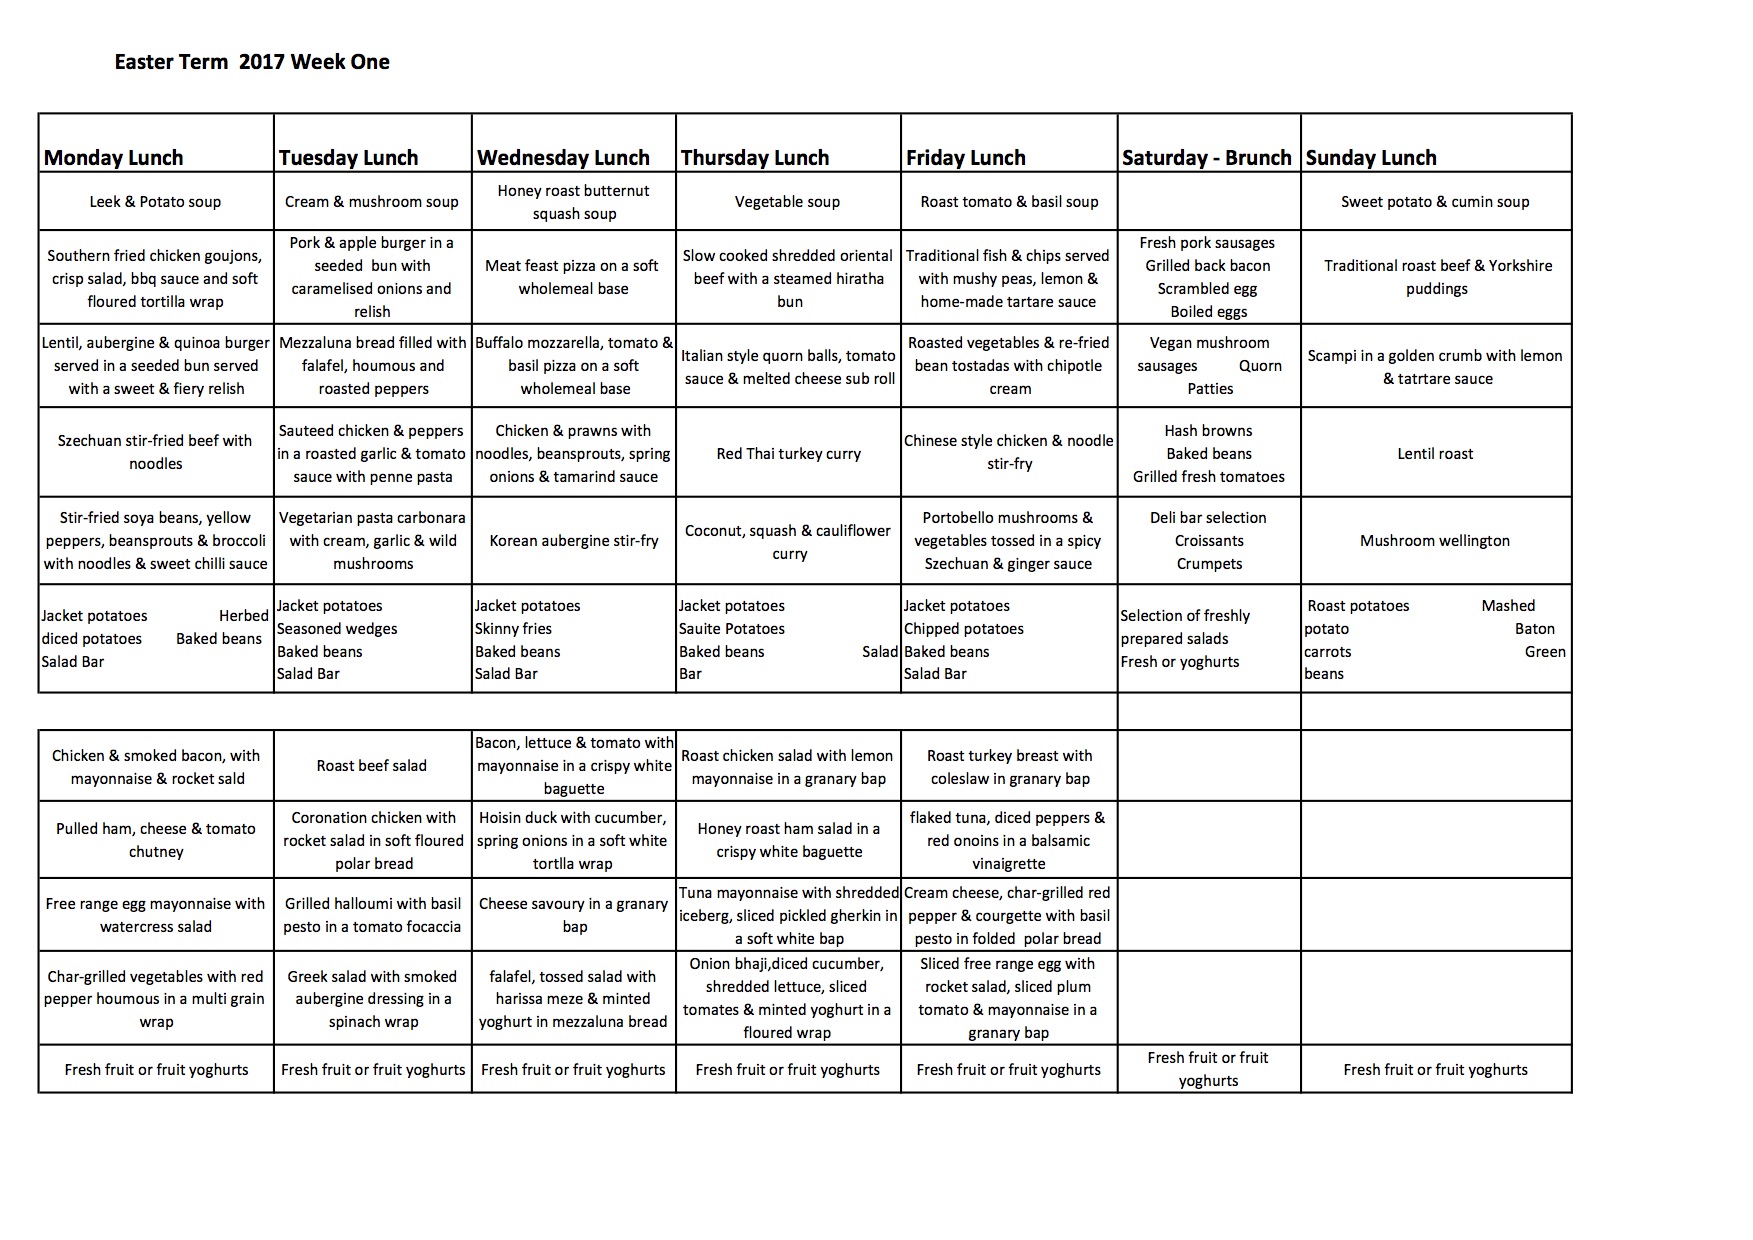 Easter Term  2017 Week One
Monday Lunch
Tuesday Lunch
Wednesday Lunch
Thursday Lunch
Friday Lunch
Saturday - Brunch
Sunday Lunch
Leek & Potato soup
Cream & mushroom soup
Honey roast butternut
squash soup
Vegetable soup
Roast tomato & basil soup
Sweet potato & cumin soup
Southern fried chicken goujons,
crisp salad, bbq sauce and soft
floured tortilla wrap
Pork & apple burger in a
seeded  bun with
caramelised onions and
relish
Meat feast pizza on a soft
wholemeal base
Slow cooked shredded oriental
beef with a steamed hiratha
bun
Traditional fish & chips served
with mushy peas, lemon &
home-made tartare sauce
Fresh pork sausages
Grilled back bacon
Scrambled egg
Boiled eggs
Traditional roast beef & Yorkshire
puddings
Lentil, aubergine & quinoa burger
served in a seeded bun served
with a sweet & fiery relish
Mezzaluna bread filled with
falafel, houmous and
roasted peppers
Buffalo mozzarella, tomato &
basil pizza on a soft
wholemeal base
Italian style quorn balls, tomato
sauce & melted cheese sub roll
Roasted vegetables & re-fried
bean tostadas with chipotle
cream
Vegan mushroom
sausages Quorn
Patties
Scampi in a golden crumb with lemon
& tatrtare sauce
Szechuan stir-fried beef with
noodles
Sauteed chicken & peppers
in a roasted garlic & tomato
sauce with penne pasta
Chicken & prawns with
noodles, beansprouts, spring
onions & tamarind sauce
Red Thai turkey curry
Chinese style chicken & noodle
stir-fry
Hash browns
Baked beans
Grilled fresh tomatoes
Lentil roast
Stir-fried soya beans, yellow
peppers, beansprouts & broccoli
with noodles & sweet chilli sauce
Vegetarian pasta carbonara
with cream, garlic & wild
mushrooms
Korean aubergine stir-fry
Coconut, squash & cauliflower
curry
Portobello mushrooms &
vegetables tossed in a spicy
Szechuan & ginger sauce
Deli bar selection
Croissants
Crumpets
Mushroom wellington
Jacket potatoes Herbed
diced potatoes Baked beans
Salad Bar
Jacket potatoes
Seasoned wedges
Baked beans
Salad Bar
Jacket potatoes
Skinny fries
Baked beans
Salad Bar
Jacket potatoes
Sauite Potatoes
Baked beans Salad
Bar
Jacket potatoes
Chipped potatoes
Baked beans
Salad Bar
Selection of freshly
prepared salads
Fresh or yoghurts
Roast potatoes Mashed
potato Baton
carrots Green
beans
Chicken & smoked bacon, with
mayonnaise & rocket sald
Roast beef salad
Bacon, lettuce & tomato with
mayonnaise in a crispy white
baguette
Roast chicken salad with lemon
mayonnaise in a granary bap
Roast turkey breast with
coleslaw in granary bap
Pulled ham, cheese & tomato
chutney
Coronation chicken with
rocket salad in soft floured
polar bread
Hoisin duck with cucumber,
spring onions in a soft white
tortlla wrap
Honey roast ham salad in a
crispy white baguette
flaked tuna, diced peppers &
red onoins in a balsamic
vinaigrette
Free range egg mayonnaise with
watercress salad
Grilled halloumi with basil
pesto in a tomato focaccia
Cheese savoury in a granary
bap
Tuna mayonnaise with shredded
iceberg, sliced pickled gherkin in
a soft white bap
Cream cheese, char-grilled red
pepper & courgette with basil
pesto in folded  polar bread
Char-grilled vegetables with red
pepper houmous in a multi grain
wrap
Greek salad with smoked
aubergine dressing in a
spinach wrap
falafel, tossed salad with
harissa meze & minted
yoghurt in mezzaluna bread
Onion bhaji,diced cucumber,
shredded lettuce, sliced
tomates & minted yoghurt in a
floured wrap
Sliced free range egg with
rocket salad, sliced plum
tomato & mayonnaise in a
granary bap
Fresh fruit or fruit yoghurts
Fresh fruit or fruit yoghurts
Fresh fruit or fruit yoghurts
Fresh fruit or fruit yoghurts
Fresh fruit or fruit yoghurts
Fresh fruit or fruit
yoghurts
Fresh fruit or fruit yoghurts